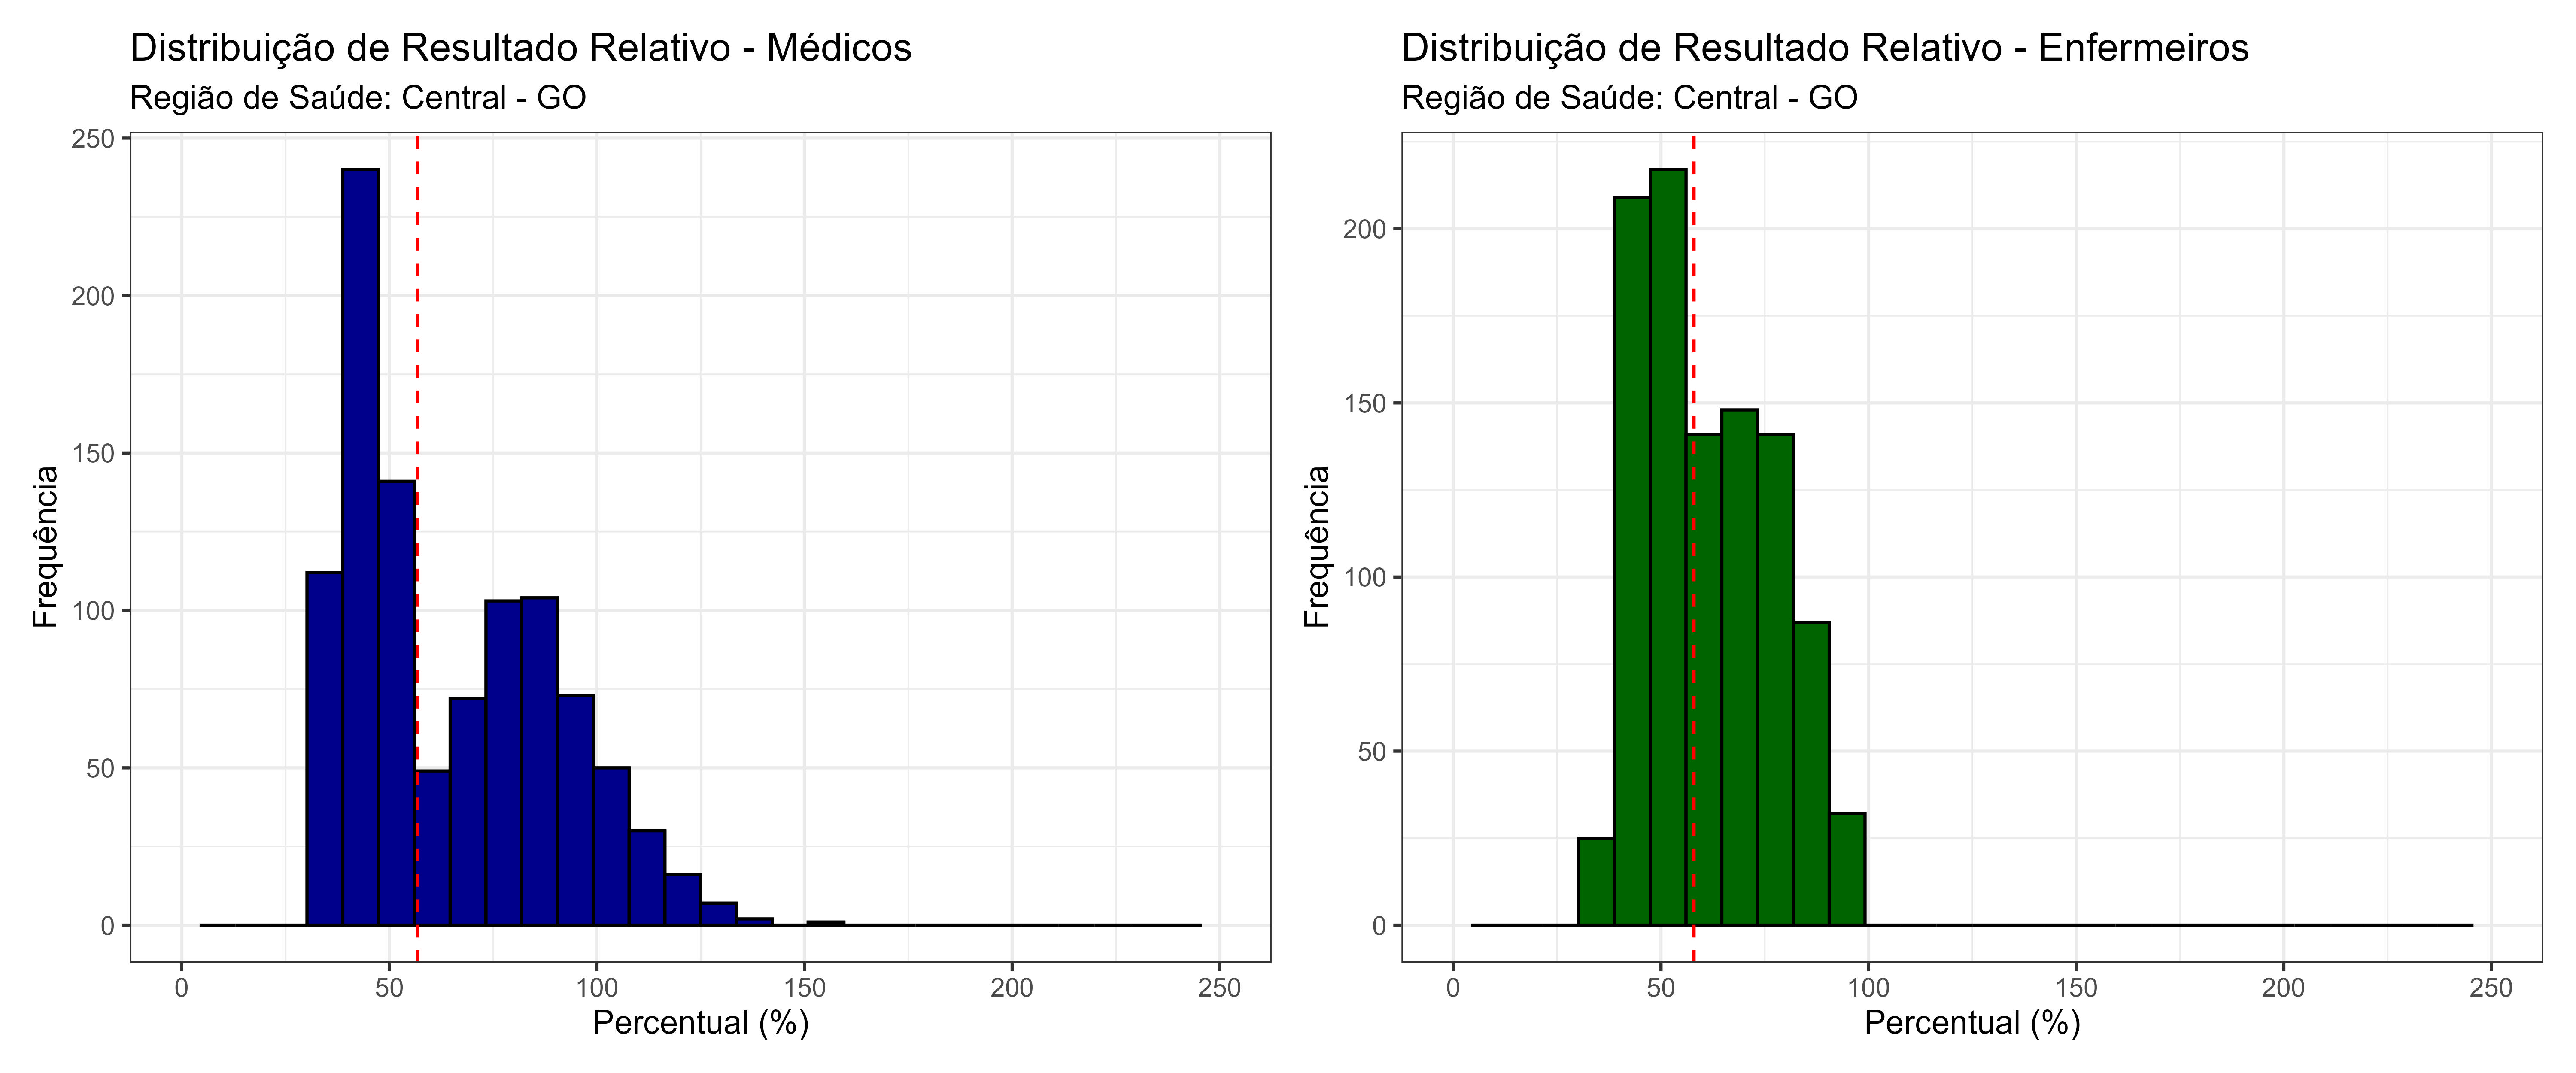 Distribuição de Resultado Relativo - Médicos
Região de Saúde: Central - GO
250
200
150
100
50
0
Frequência
0 50 100 150 200 250
Percentual (%)
Distribuição de Resultado Relativo - Enfermeiros
Região de Saúde: Central - GO
200
150
100
50
0
Frequência
0 50 100 150 200 250
Percentual (%)